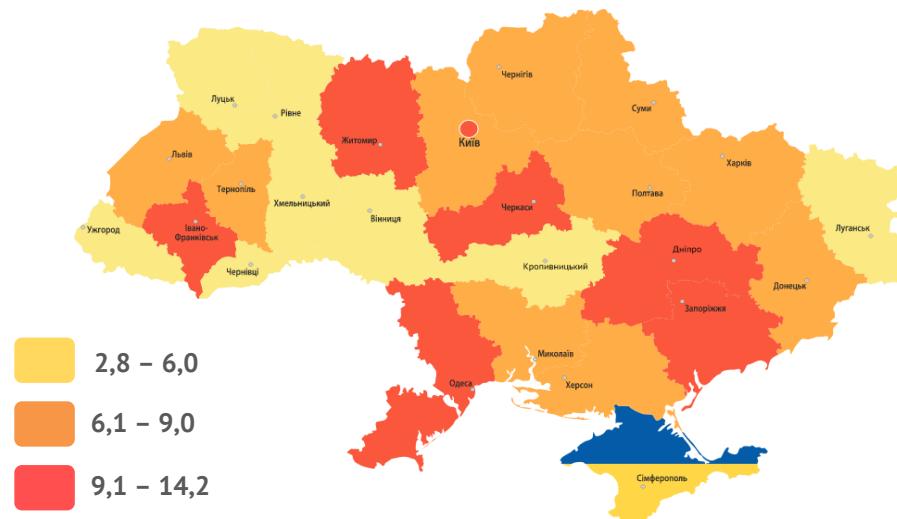 Чернігів
Луцьк
Рівне
Суми
Житомир
Київ
Львів
Харків
Тернопіль
Полтава
Хмельницький
Черкаси
Вінниця
Ужгород
Івано-
Франківськ
Луганськ
Чернівці
Дніпро
Кропивницький
Донецьк
Запоріжжя
Миколаїв
2,8 – 6,0
Одеса
Херсон
6,1 – 9,0
Сімферополь
9,1 – 14,2